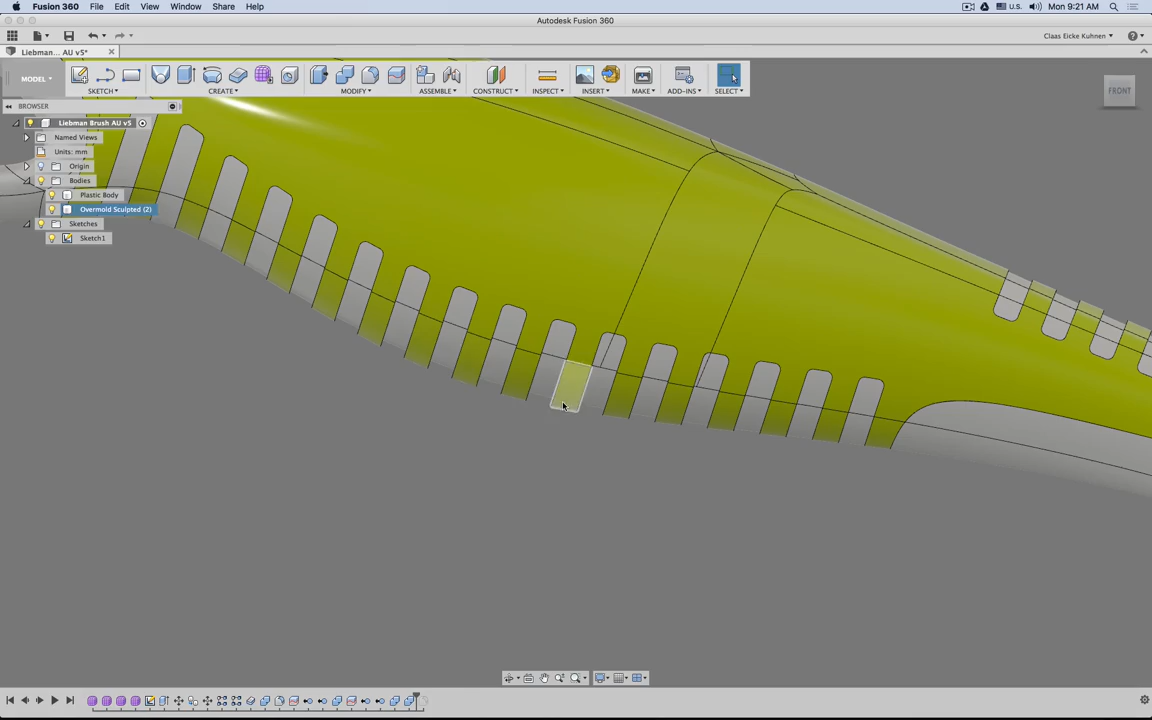 Fusion 360 File Edit View Window Share Help U.S. Mon 9:21 AM
Autodesk Fusion 360
Claas Eicke Kuhnen
Liebman... AU v5*
MODEL SKETCH CREATE MODIFY ASSEMBLE CONSTRUCT INSPECT INSERT MAKE ADD-INS SELECT
FRONT
BROWSER
Liebman Brush AU v5
Named Views
Units: mm
Origin
Bodies
Plastic Body
Overmold Sculpted (2)
Sketches
Sketch1